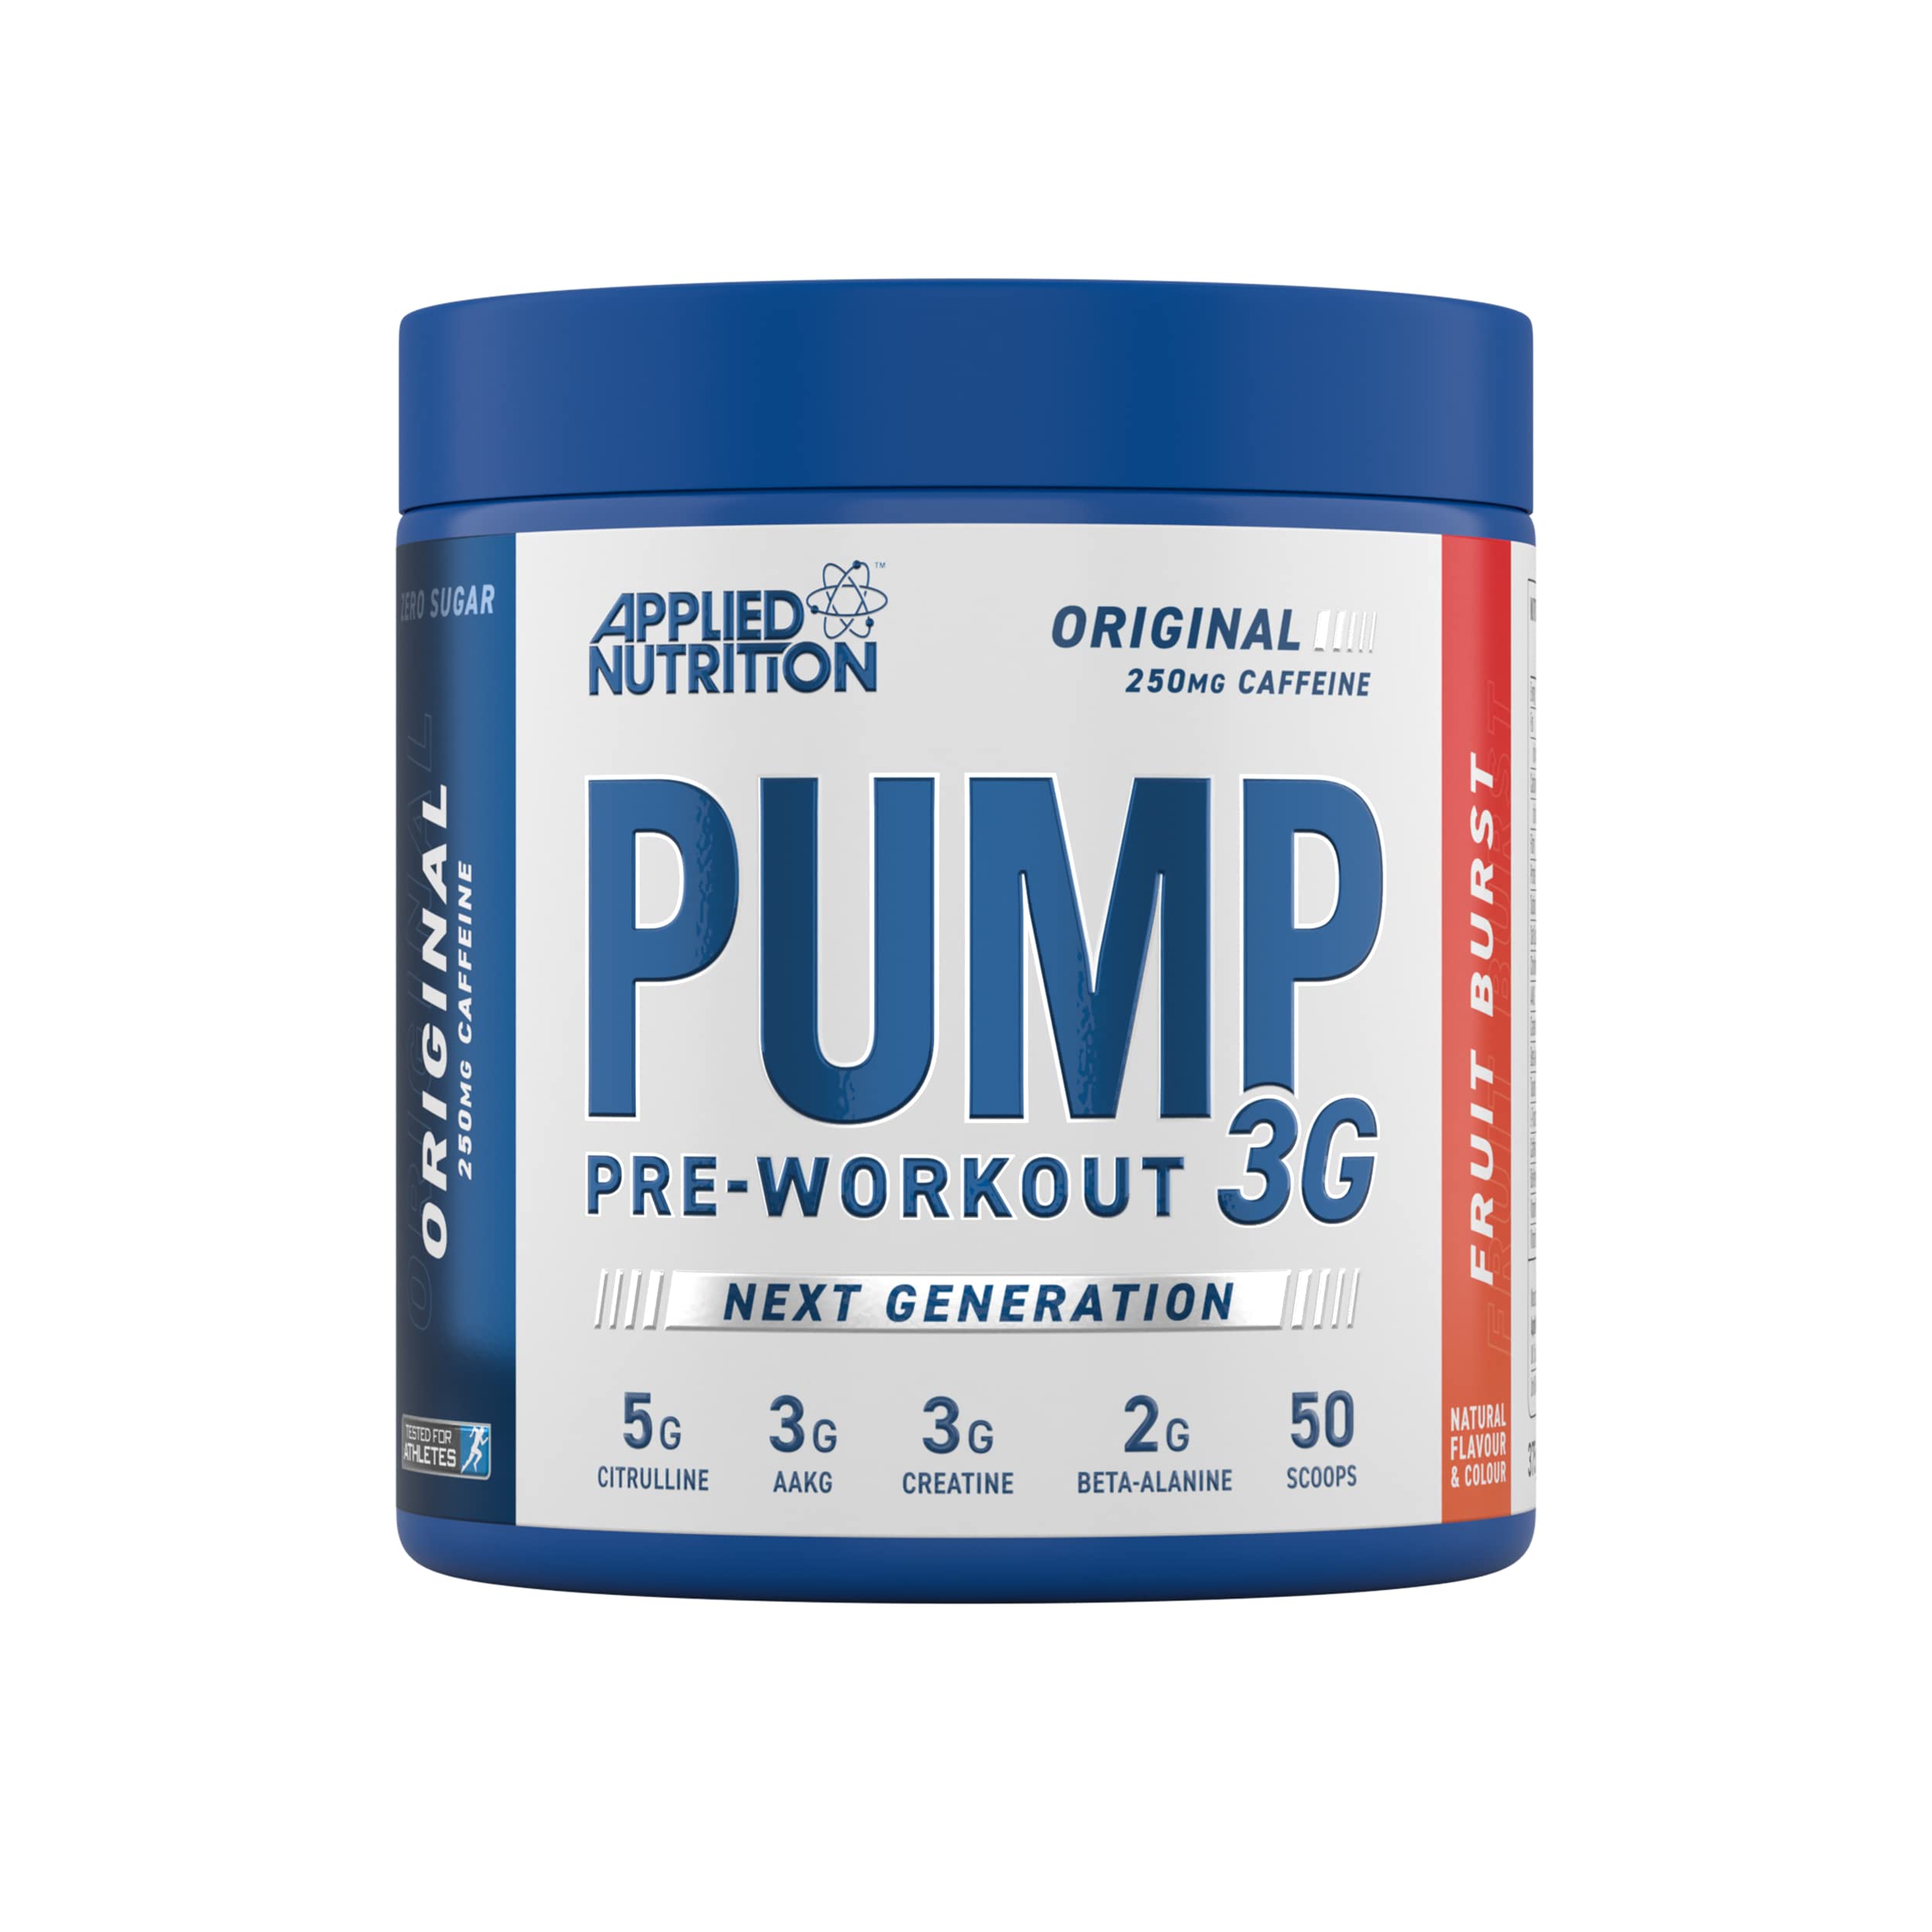 APPLIED
NUTRITION
™
ORIGINAL
250MG CAFFEINE
PUMP
PRE-WORKOUT 3G
NEXT GENERATION
5G CITRULLINE
3G AAKG
3G CREATINE
2G BETA-ALANINE
50 SCOOPS
ZERO SUGAR
ORIGINAL
250MG CAFFEINE
TESTED FOR
ATHLETES
FRUIT BURST
NATURAL
FLAVOUR
& COLOUR